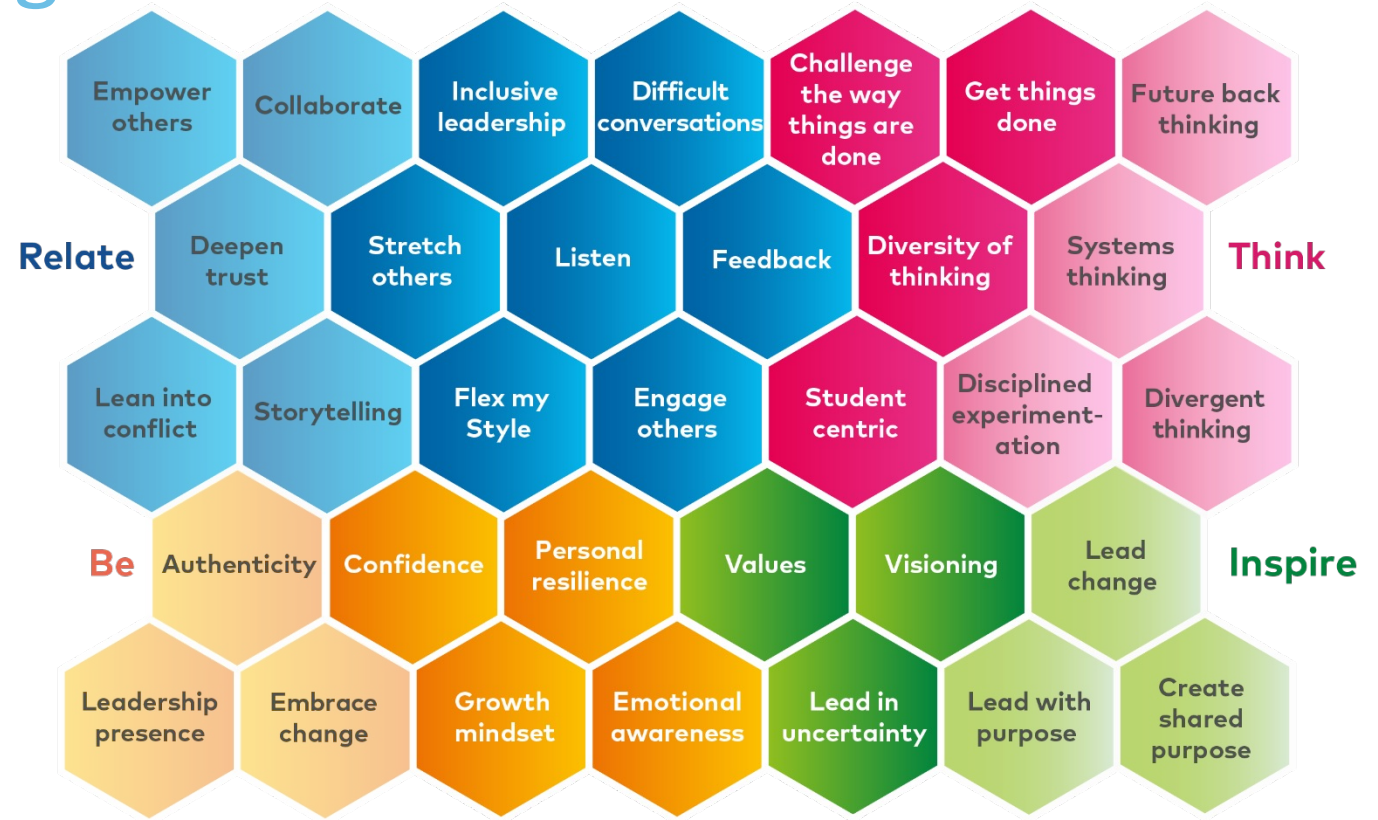 g
Empower
others
Collaborate
Inclusive
leadership
Difficult
conversations
Challenge
the way
things are
done
Get things
done
Future back
thinking
Relate
Deepen
trust
Stretch
others
Listen
Feedback
Diversity of
thinking
Systems
thinking
Think
Lean into
conflict
Storytelling
Flex my
Style
Engage
others
Student
centric
Disciplined
experiment-
ation
Divergent
thinking
Be
Authenticity
Confidence
Personal
resilience
Values
Visioning
Lead
change
Inspire
Leadership
presence
Embrace
change
Growth
mindset
Emotional
awareness
Lead in
uncertainty
Lead with
purpose
Create
shared
purpose